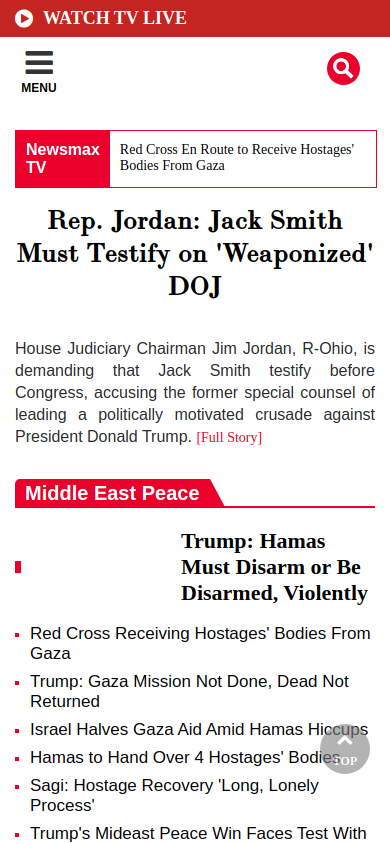 WATCH TV LIVE
MENU
Newsmax
TV
Red Cross En Route to Receive Hostages'
Bodies From Gaza
Rep. Jordan: Jack Smith
Must Testify on 'Weaponized'
DOJ
House Judiciary Chairman Jim Jordan, R-Ohio, is
demanding that Jack Smith testify before
Congress, accusing the former special counsel of
leading a politically motivated crusade against
President Donald Trump. [Full Story]
Middle East Peace
Trump: Hamas
Must Disarm or Be
Disarmed, Violently
Red Cross Receiving Hostages' Bodies From
Gaza
Trump: Gaza Mission Not Done, Dead Not
Returned
Israel Halves Gaza Aid Amid Hamas Hiccups
Hamas to Hand Over 4 Hostages' Bodies
TOP
Sagi: Hostage Recovery 'Long, Lonely
Process'
Trump's Mideast Peace Win Faces Test With